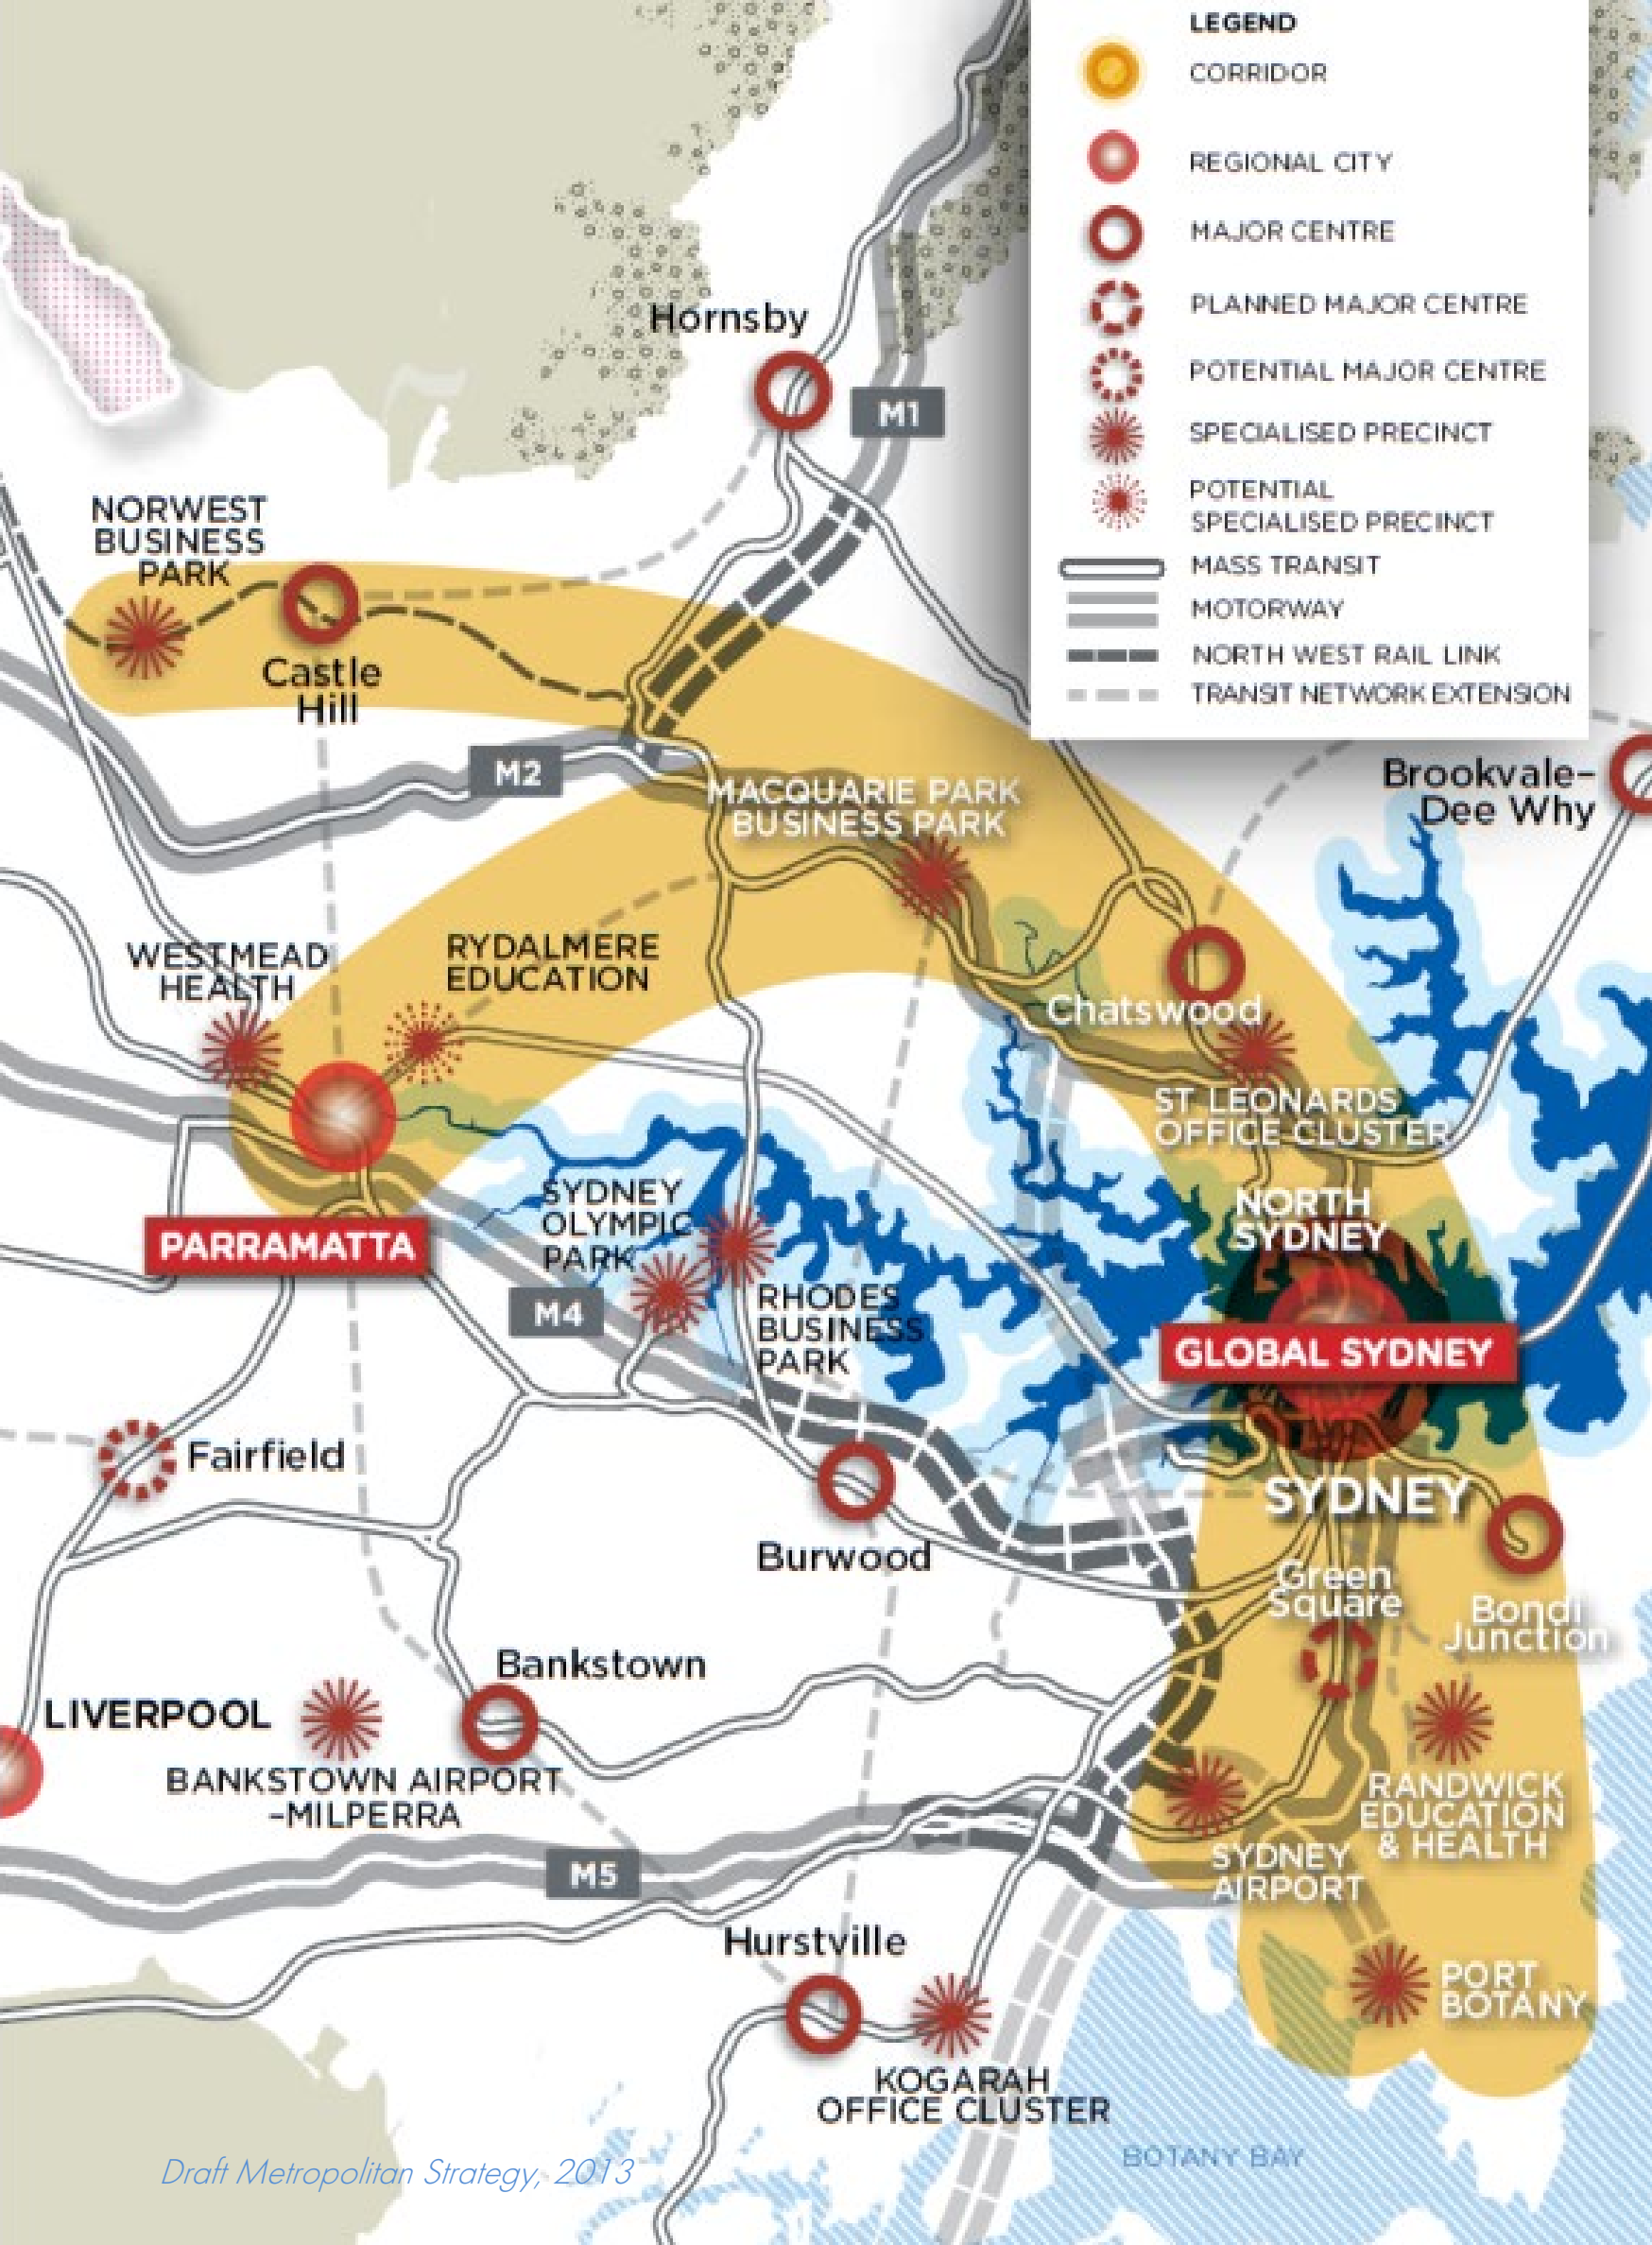 LEGEND
CORRIDOR
REGIONAL CITY
MAJOR CENTRE
PLANNED MAJOR CENTRE
POTENTIAL MAJOR CENTRE
SPECIALISED PRECINCT
POTENTIAL
SPECIALISED PRECINCT
MASS TRANSIT
MOTORWAY
NORTH WEST RAIL LINK
TRANSIT NETWORK EXTENSION
Hornsby
M1
NORWEST
BUSINESS
PARK
Castle
Hill
M2
MACQUARIE PARK
BUSINESS PARK
Brookvale–
Dee Why
WESTMEAD
HEALTH
RYDALMERE
EDUCATION
Chatswood
ST LEONARDS
OFFICE CLUSTER
NORTH
SYDNEY
SYDNEY
OLYMPIC
PARK
PARRAMATTA
M4
RHODES
BUSINESS
PARK
GLOBAL SYDNEY
Fairfield
SYDNEY
Burwood
Green
Square
Bondi
Junction
Bankstown
LIVERPOOL
BANKSTOWN AIRPORT
–MILPERRA
RANDWICK
EDUCATION
& HEALTH
SYDNEY
AIRPORT
M5
Hurstville
PORT
BOTANY
KOGARAH
OFFICE CLUSTER
BOTANY BAY
Draft Metropolitan Strategy, 2013